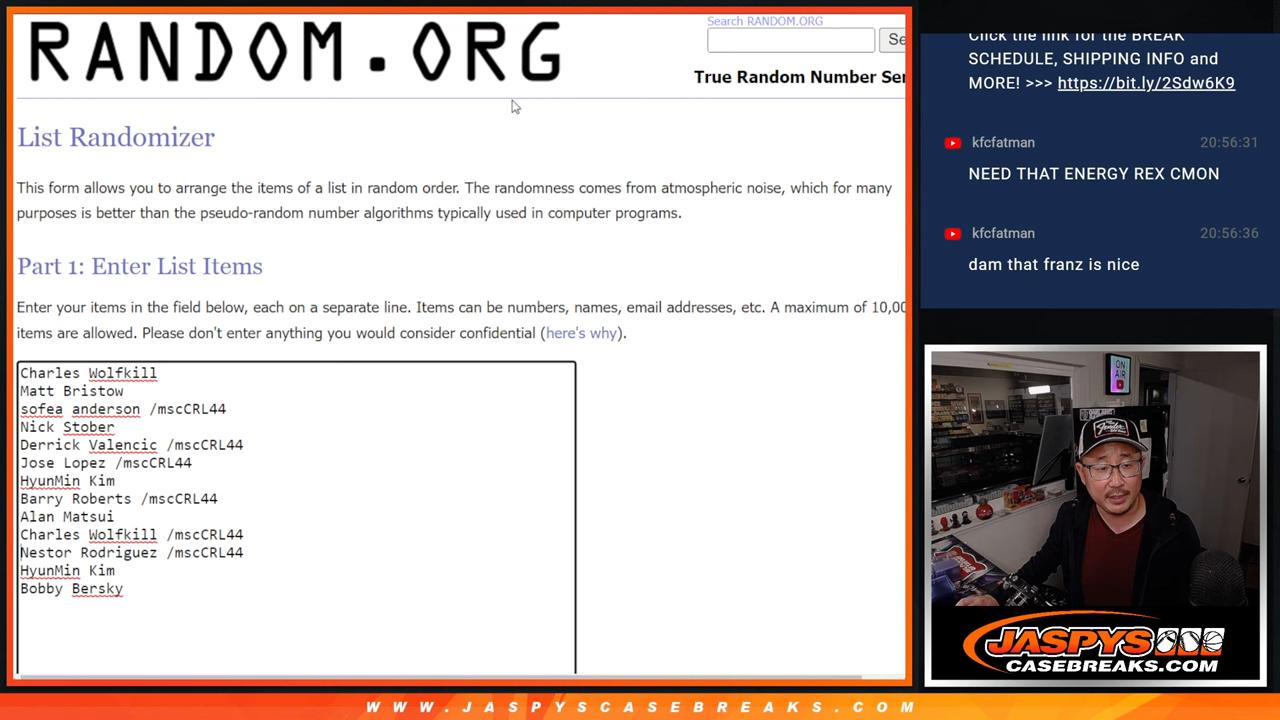 RANDOM.ORG
Search RANDOM.ORG
Se
True Random Number Ser
List Randomizer
This form allows you to arrange the items of a list in random order. The randomness comes from atmospheric noise, which for many
purposes is better than the pseudo-random number algorithms typically used in computer programs.
Part 1: Enter List Items
Enter your items in the field below, each on a separate line. Items can be numbers, names, email addresses, etc. A maximum of 10,00
items are allowed. Please don't enter anything you would consider confidential (here's why).
Charles Wolfkill
Matt Bristow
sofea anderson /mscCRL44
Nick Stober
Derrick Valencic /mscCRL44
Jose Lopez /mscCRL44
HyunMin Kim
Barry Roberts /mscCRL44
Alan Matsui
Charles Wolfkill /mscCRL44
Nestor Rodriguez /mscCRL44
HyunMin Kim
Bobby Bersky
Click the link for the BREAK
SCHEDULE, SHIPPING INFO and
MORE! >>> https://bit.ly/2Sdw6K9
kfcfatman 20:56:31
NEED THAT ENERGY REX CMON
kfcfatman 20:56:36
dam that franz is nice
ON
AIR
Fender
JASPYS
CASEBREAKS.COM
WWW.JASPYSCASEBREAKS.COM